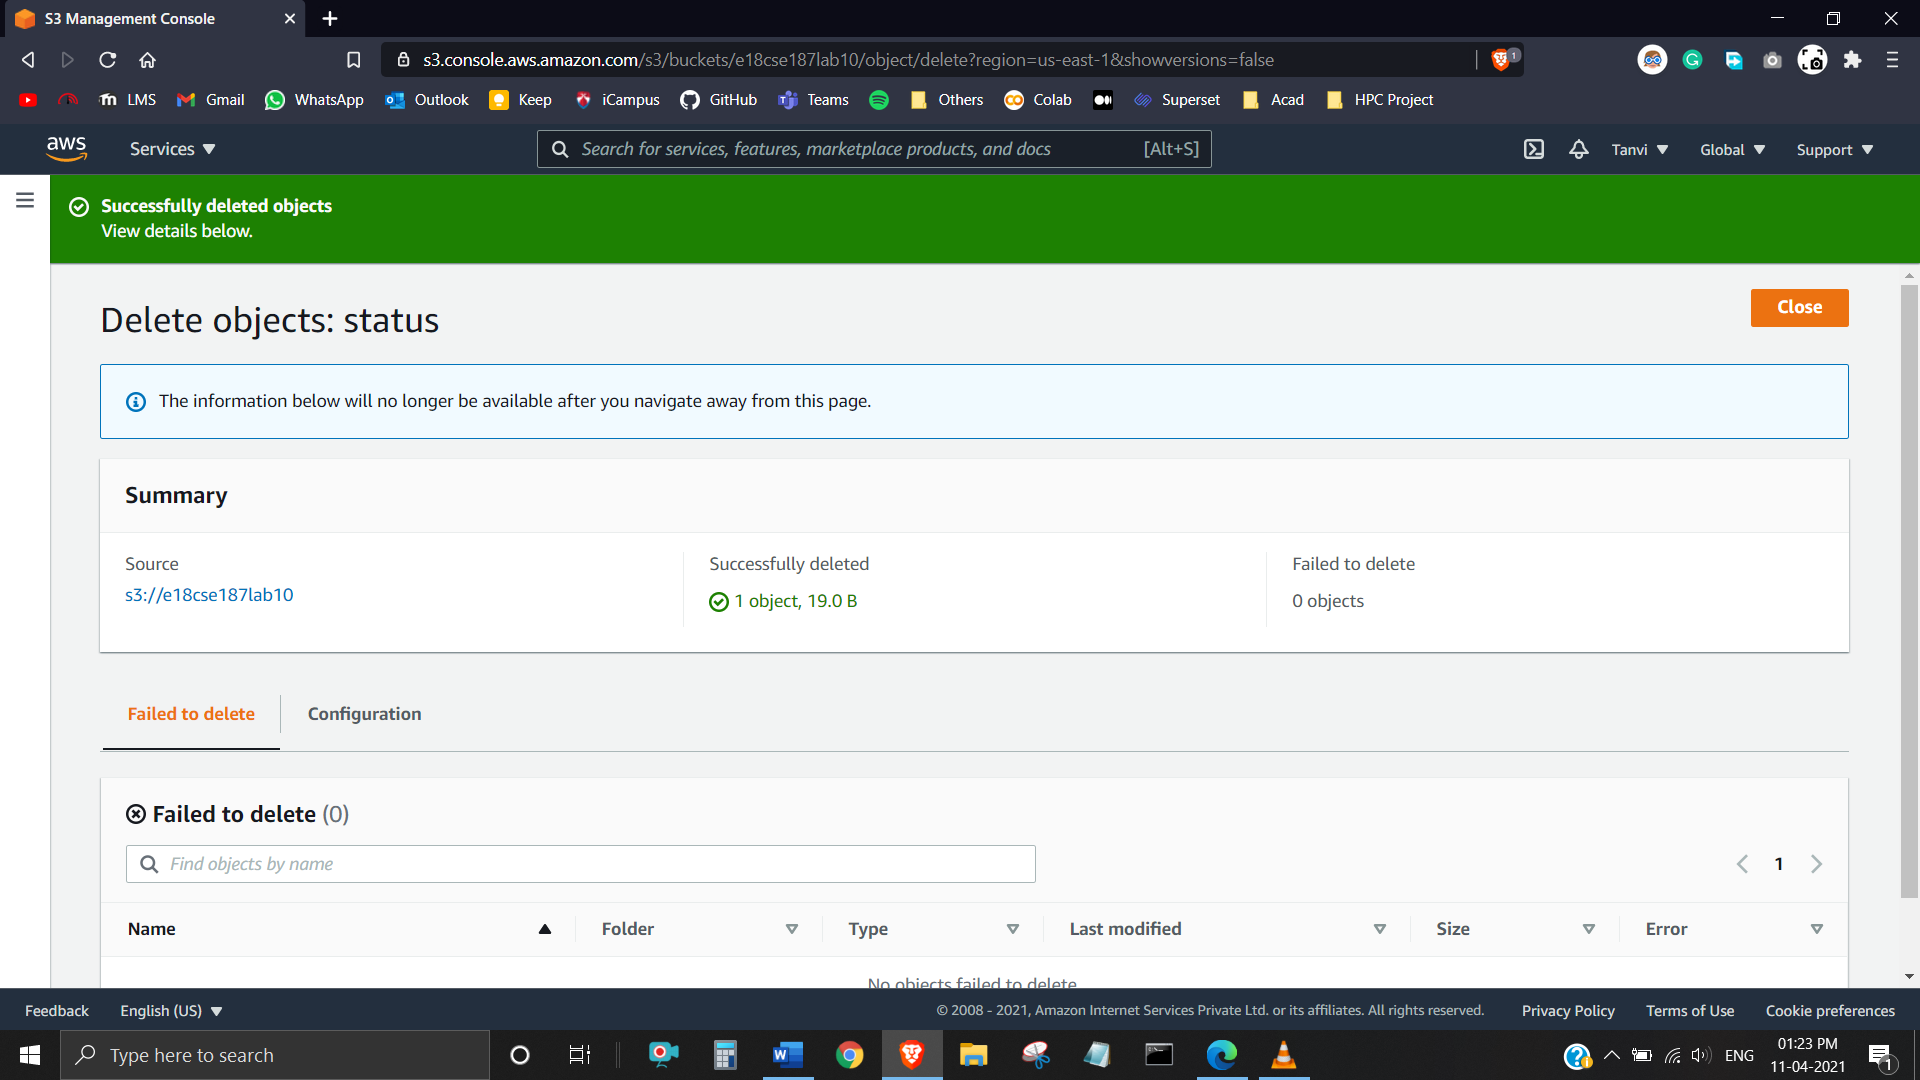 S3 Management Console
s3.console.aws.amazon.com/s3/buckets/e18cse187lab10/object/delete?region=us-east-1&showversions=false
1
LMS Gmail WhatsApp Outlook Keep iCampus GitHub Teams Others Colab Superset Acad HPC Project
aws Services Search for services, features, marketplace products, and docs [Alt+S] Tanvi Global Support
Successfully deleted objects
View details below.
Delete objects: status
Close
The information below will no longer be available after you navigate away from this page.
Summary
Source Successfully deleted Failed to delete
s3://e18cse187lab10 1 object, 19.0 B 0 objects
Failed to delete Configuration
Failed to delete (0)
Find objects by name 1
Name Folder Type Last modified Size Error
No objects failed to delete
Feedback English (US) © 2008 - 2021, Amazon Internet Services Private Ltd. or its affiliates. All rights reserved. Privacy Policy Terms of Use Cookie preferences
Type here to search ENG 01:23 PM
11-04-2021 1